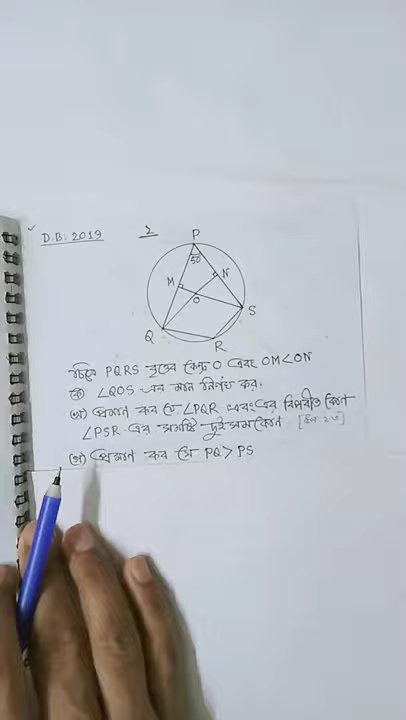 D.B: 2019 2
P
50
M N
O
S
Q
R
চিত্রে PQRS বৃত্তের কেন্দ্র O এবং OM<ON
(ক) ∠QOS এর মান নির্ণয় কর।
(খ) প্রমাণ কর যে ∠PQR এবং এর বিপরীত কোণ
∠PSR এর সমষ্টি দুই সমকোণ।
(গ) প্রমাণ কর যে PQ > PS